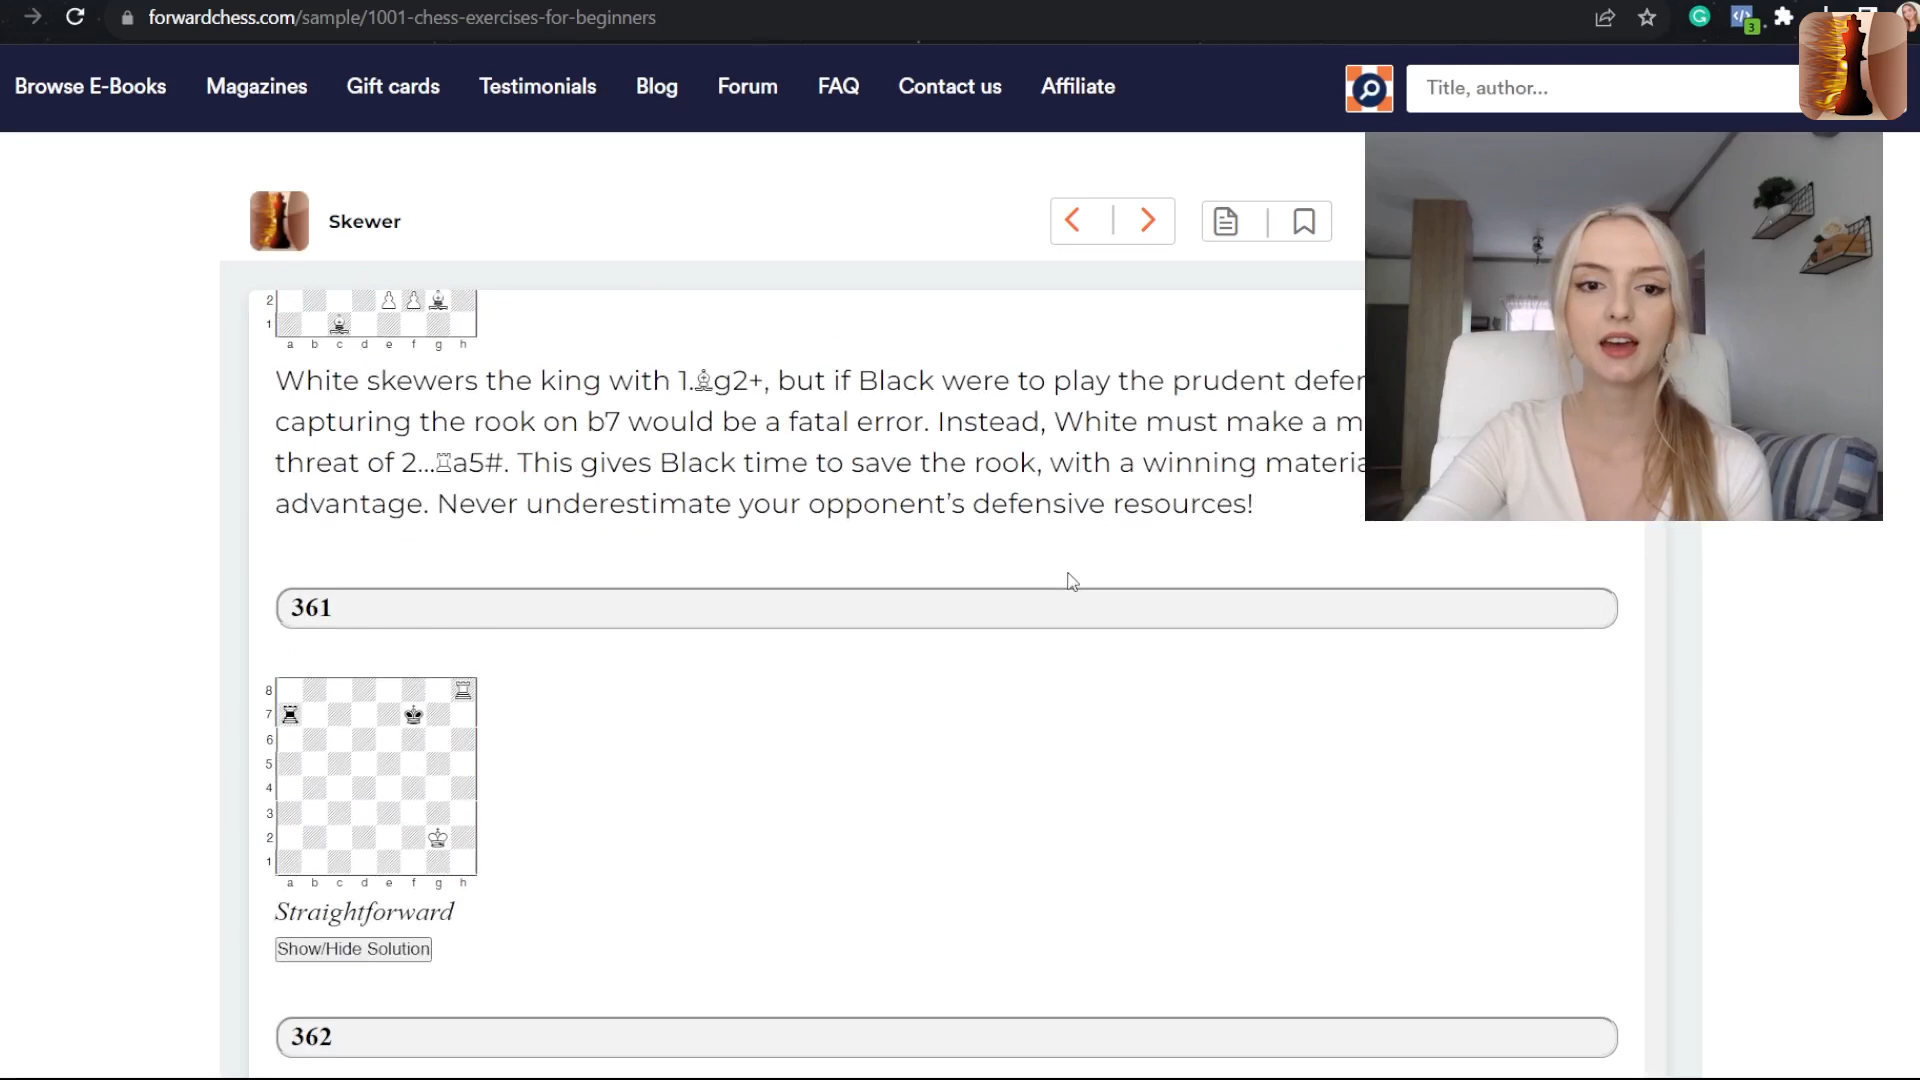 forwardchess.com/sample/1001-chess-exercises-for-beginners
3
Browse E-Books Magazines Gift cards Testimonials Blog Forum FAQ Contact us Affiliate Title, author...
Skewer
2
1
a b c d e f g h
White skewers the king with 1.♗g2+, but if Black were to play the prudent
capturing the rook on b7 would be a fatal error. Instead, White must make a
threat of 2...♖a5#. This gives Black time to save the rook, with a winning
advantage. Never underestimate your opponent’s defensive resources!
361
8
7
6
5
4
3
2
1
a b c d e f g h
Straightforward
Show/Hide Solution
362